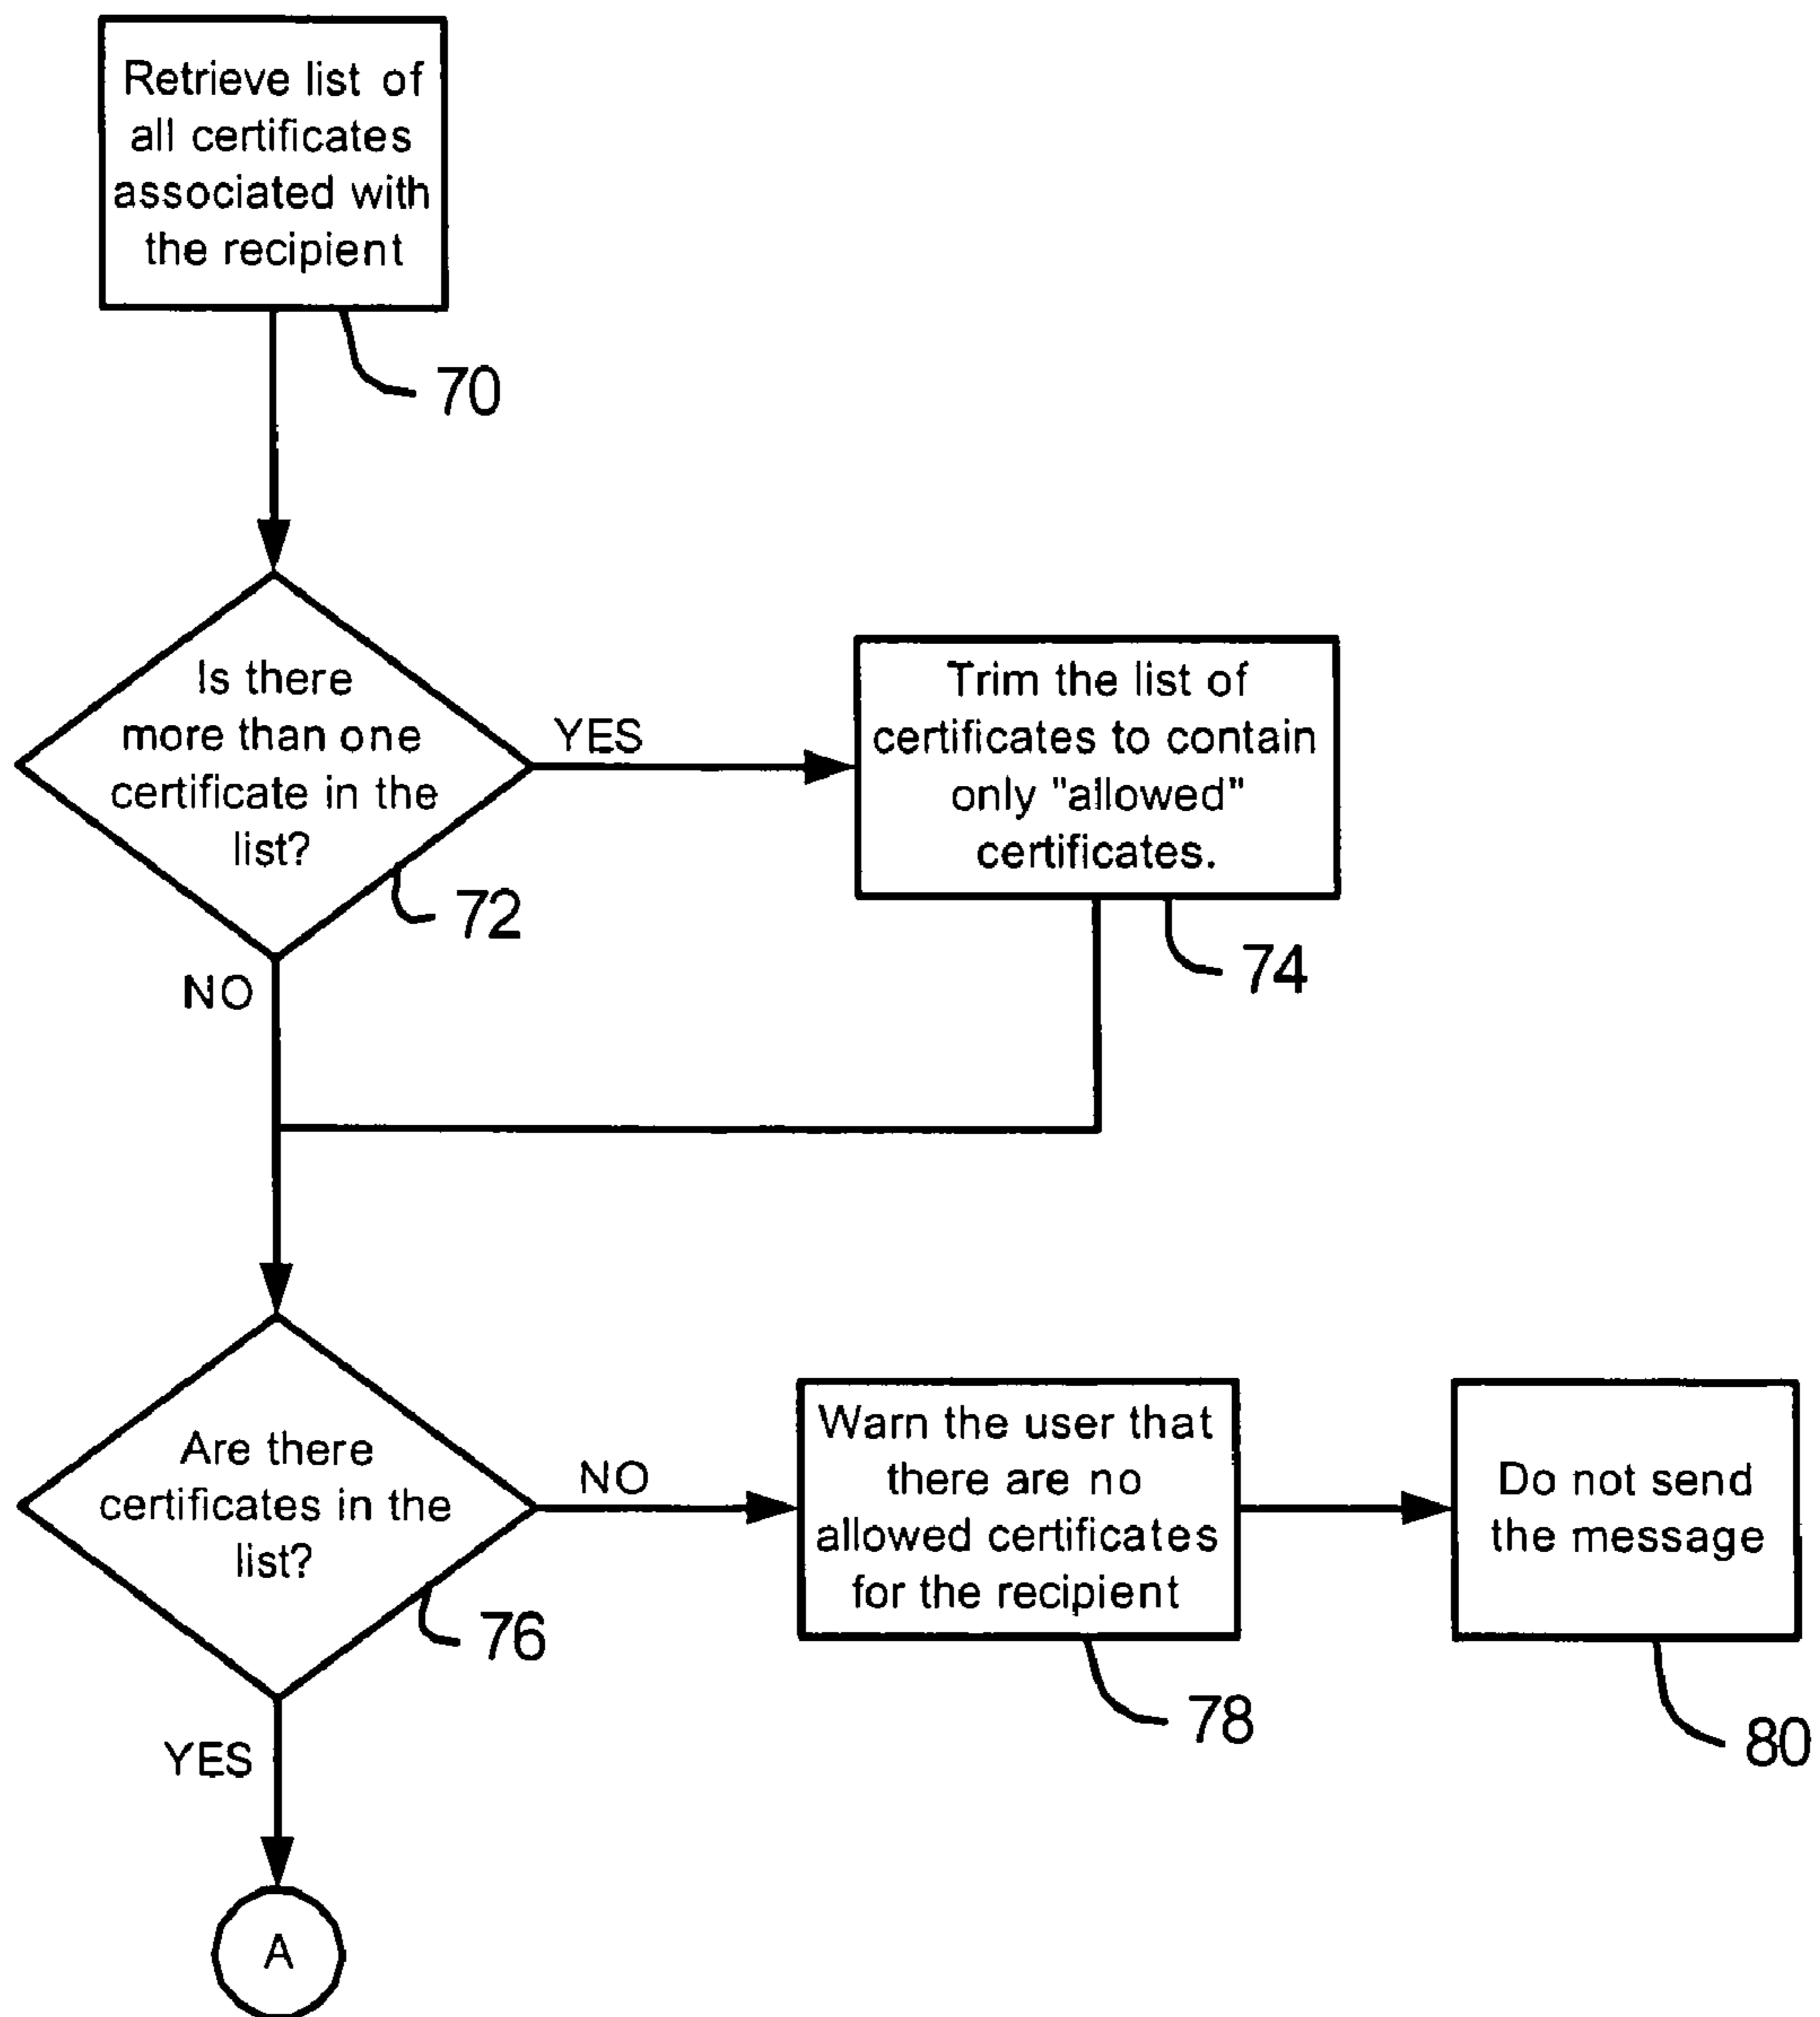 Retrieve list of
all certificates
associated with
the recipient
70
Is there
more than one
certificate in the
list?
72
YES
Trim the list of
certificates to contain
only "allowed"
certificates.
74
NO
Are there
certificates in the
list?
76
NO
Warn the user that
there are no
allowed certificates
for the recipient
78
Do not send
the message
80
YES
A